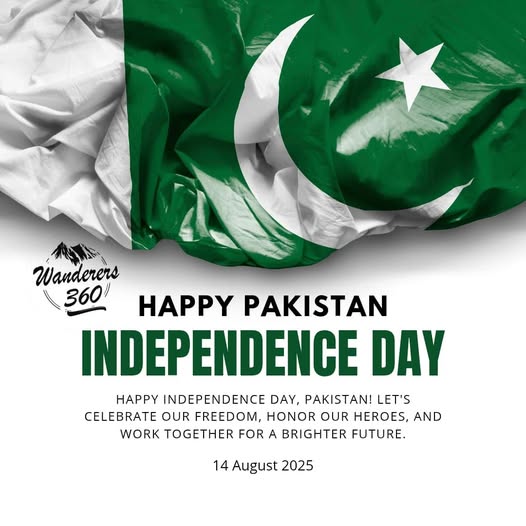 Wanderers
360
HAPPY PAKISTAN
INDEPENDENCE DAY
HAPPY INDEPENDENCE DAY, PAKISTAN! LET'S
CELEBRATE OUR FREEDOM, HONOR OUR HEROES, AND
WORK TOGETHER FOR A BRIGHTER FUTURE.
14 August 2025